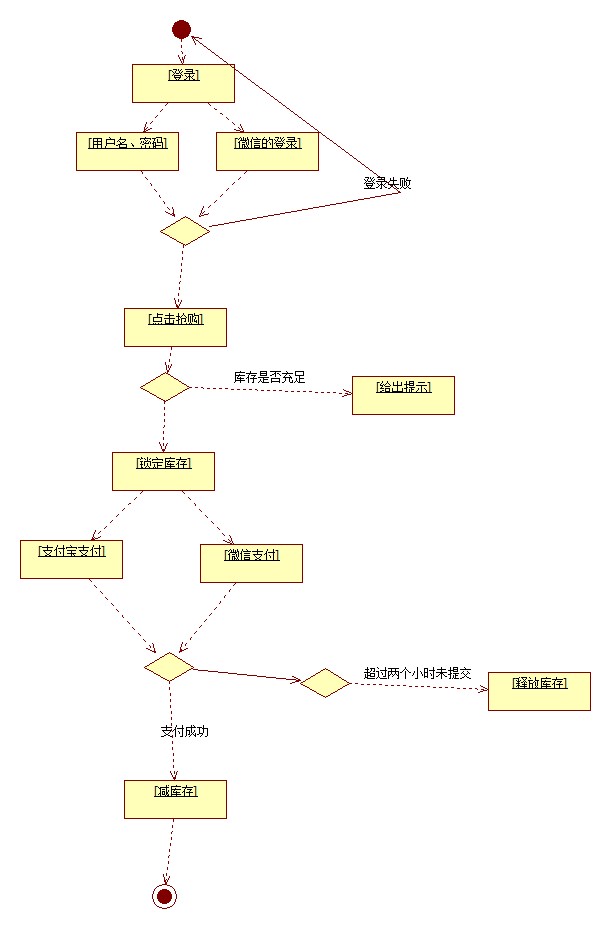 [登录]
[用户名、密码]
[微信的登录]
登录失败
[点击抢购]
库存是否充足
[给出提示]
[锁定库存]
[支付宝支付]
[微信支付]
超过两个小时未提交
[释放库存]
支付成功
[减库存]